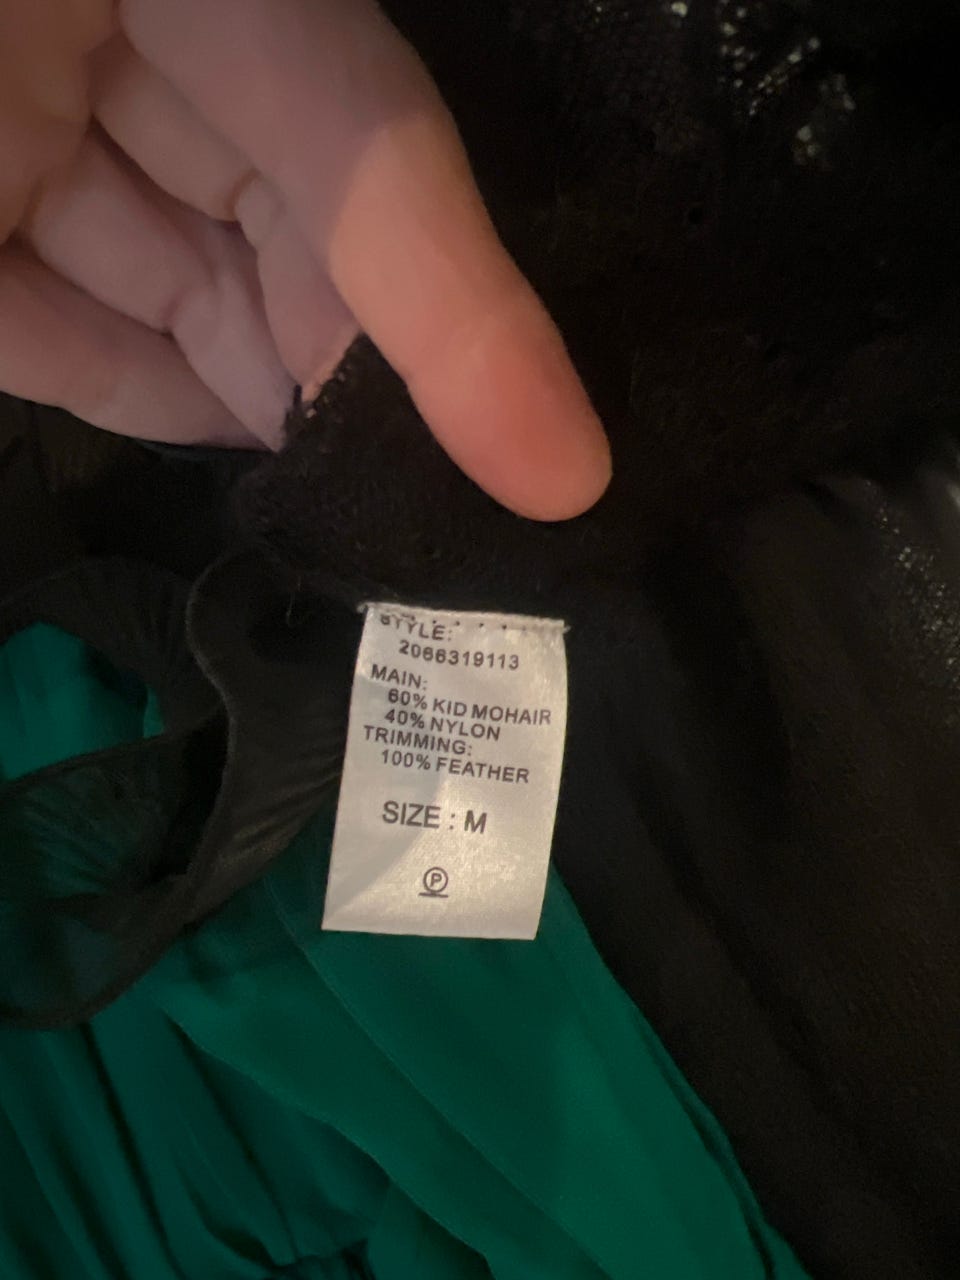 STYLE:
2066319113
MAIN:
60% KID MOHAIR
40% NYLON
TRIMMING:
100% FEATHER
SIZE : M
P